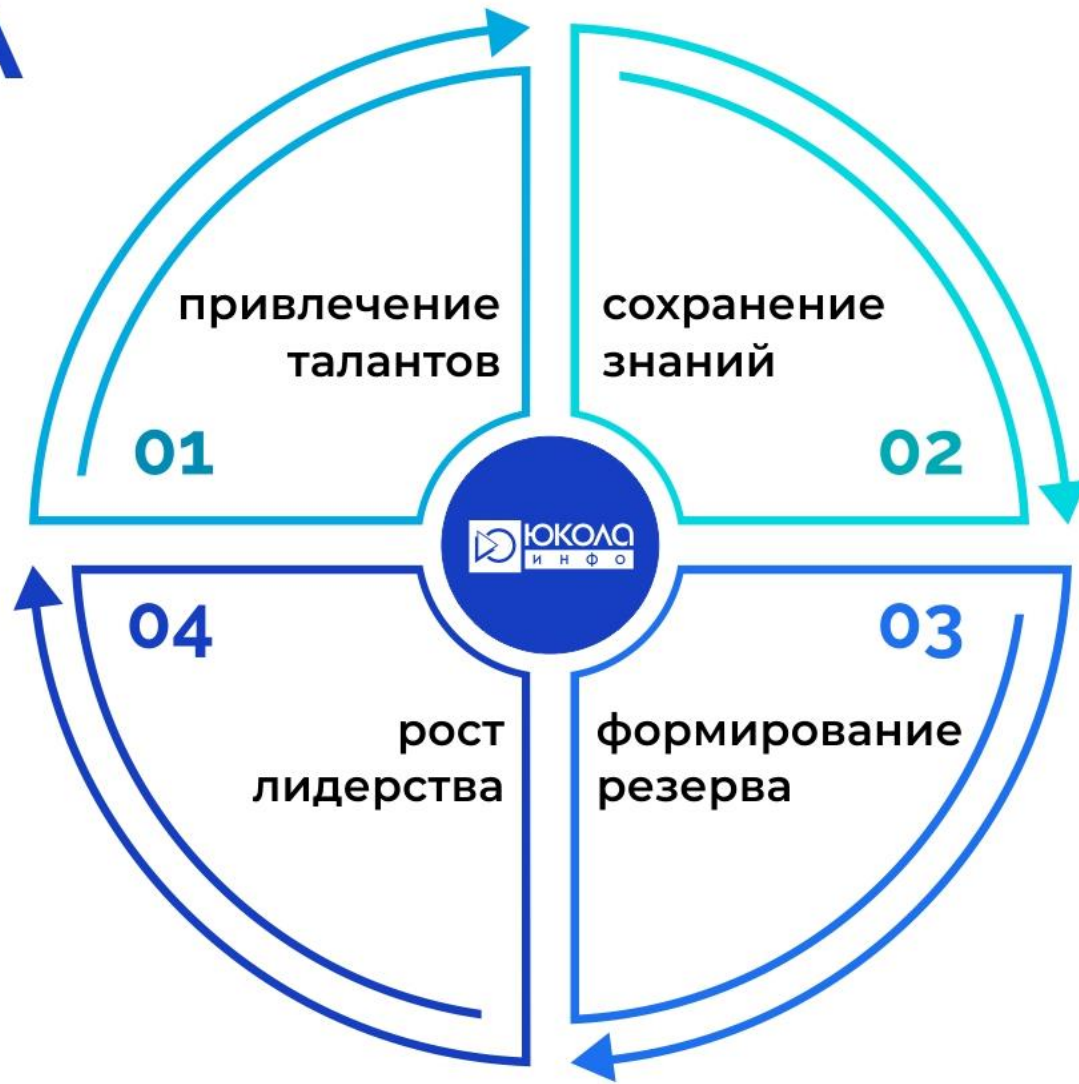 привлечение
талантов
01
сохранение
знаний
02
ЮКОЛА
ИНФО
04
рост
лидерства
03
формирование
резерва